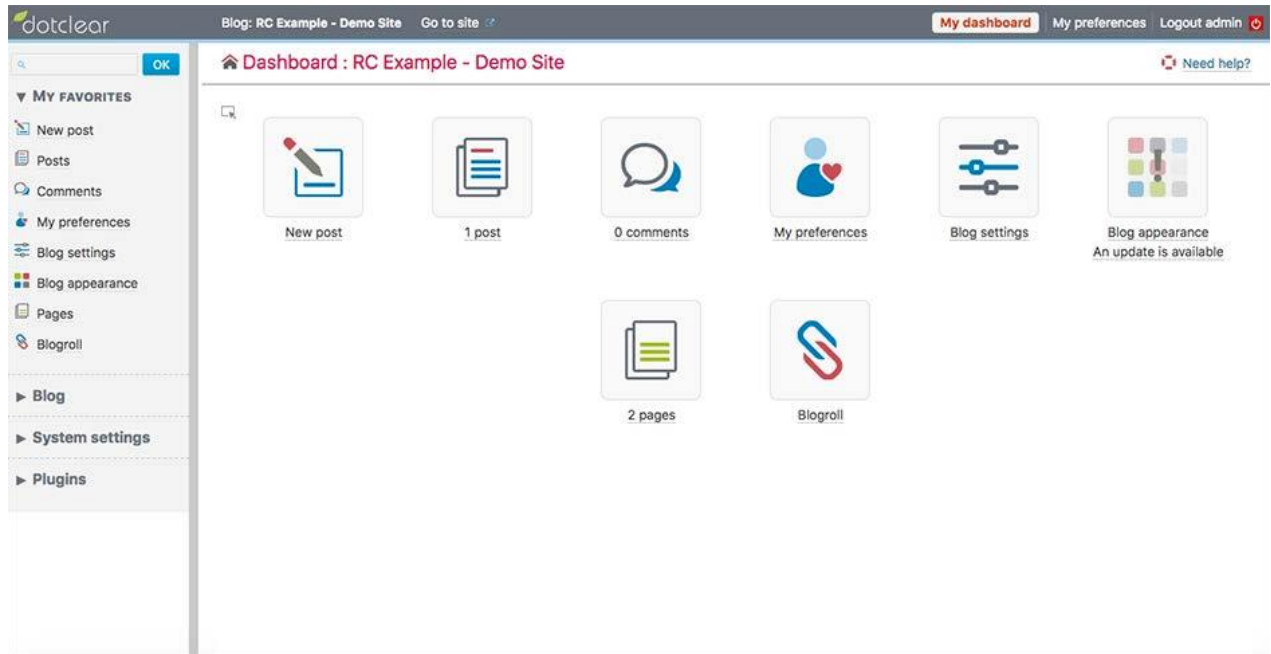 dotclear
Blog: RC Example - Demo Site Go to site
My dashboard My preferences Logout admin
OK
Dashboard : RC Example - Demo Site
Need help?
MY FAVORITES
New post
Posts
Comments
My preferences
Blog settings
Blog appearance
Pages
Blogroll
Blog
System settings
Plugins
New post
1 post
0 comments
My preferences
Blog settings
Blog appearance
An update is available
2 pages
Blogroll